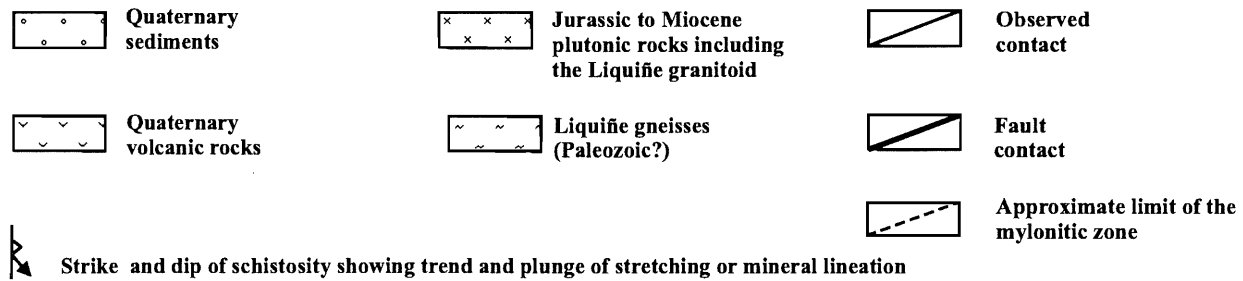 Quaternary
sediments
Jurassic to Miocene
plutonic rocks including
the Liquiñe granitoid
Observed
contact
Quaternary
volcanic rocks
Liquiñe gneisses
(Paleozoic?)
Fault
contact
Approximate limit of the
mylonitic zone
Strike and dip of schistosity showing trend and plunge of stretching or mineral lineation